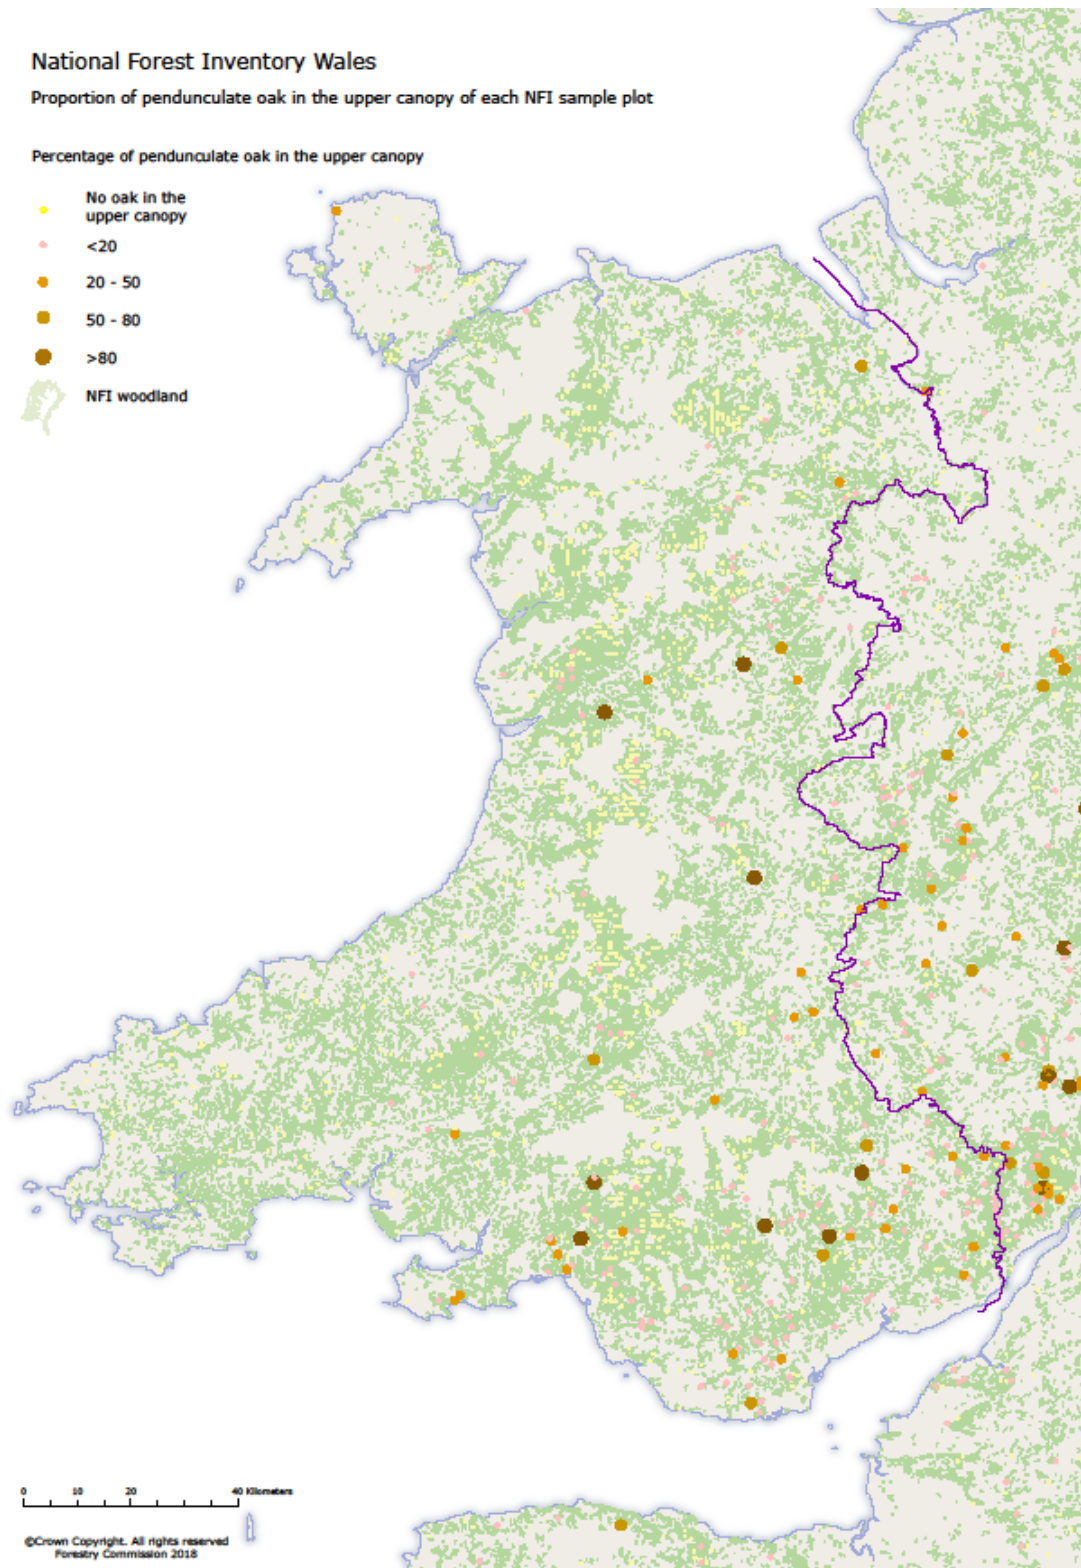 National Forest Inventory Wales
Proportion of pendunculate oak in the upper canopy of each NFI sample plot
Percentage of pendunculate oak in the upper canopy
No oak in the
upper canopy
<20
20 - 50
50 - 80
>80
NFI woodland
0 10 20 40 Kilometers
©Crown Copyright. All rights reserved
Forestry Commission 2018